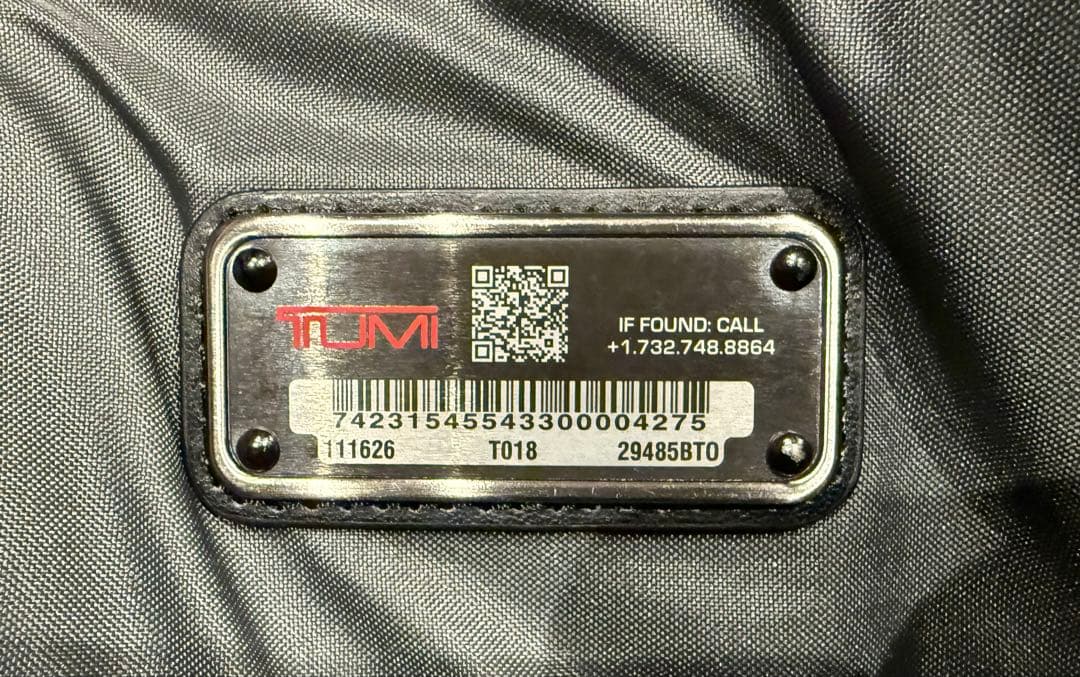 TUMI
IF FOUND: CALL
+1.732.748.8864
74231545543300004275
111626 T018 29485BTO